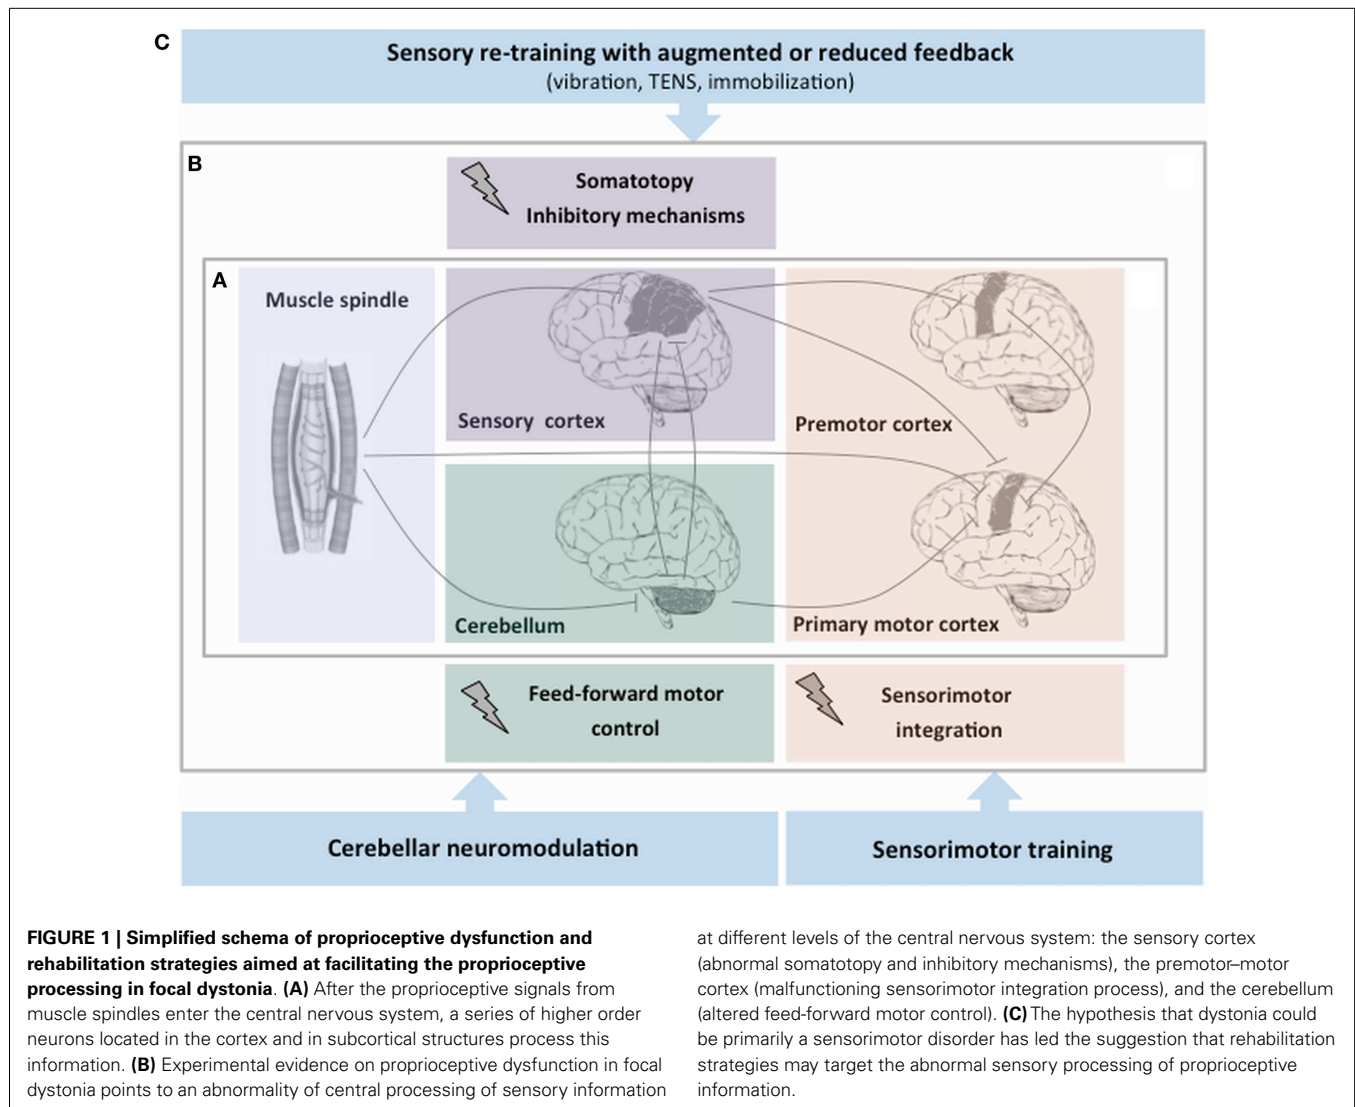 C
Sensory re-training with augmented or reduced feedback
(vibration, TENS, immobilization)
B
Somatotopy
Inhibitory mechanisms
A
Muscle spindle
Sensory cortex
Premotor cortex
Cerebellum
Primary motor cortex
Feed-forward motor
control
Sensorimotor
integration
Cerebellar neuromodulation
Sensorimotor training
FIGURE 1 | Simplified schema of proprioceptive dysfunction and
rehabilitation strategies aimed at facilitating the proprioceptive
processing in focal dystonia. (A) After the proprioceptive signals from
muscle spindles enter the central nervous system, a series of higher order
neurons located in the cortex and in subcortical structures process this
information. (B) Experimental evidence on proprioceptive dysfunction in focal
dystonia points to an abnormality of central processing of sensory information
at different levels of the central nervous system: the sensory cortex
(abnormal somatotopy and inhibitory mechanisms), the premotor–motor
cortex (malfunctioning sensorimotor integration process), and the cerebellum
(altered feed-forward motor control). (C) The hypothesis that dystonia could
be primarily a sensorimotor disorder has led the suggestion that rehabilitation
strategies may target the abnormal sensory processing of proprioceptive
information.